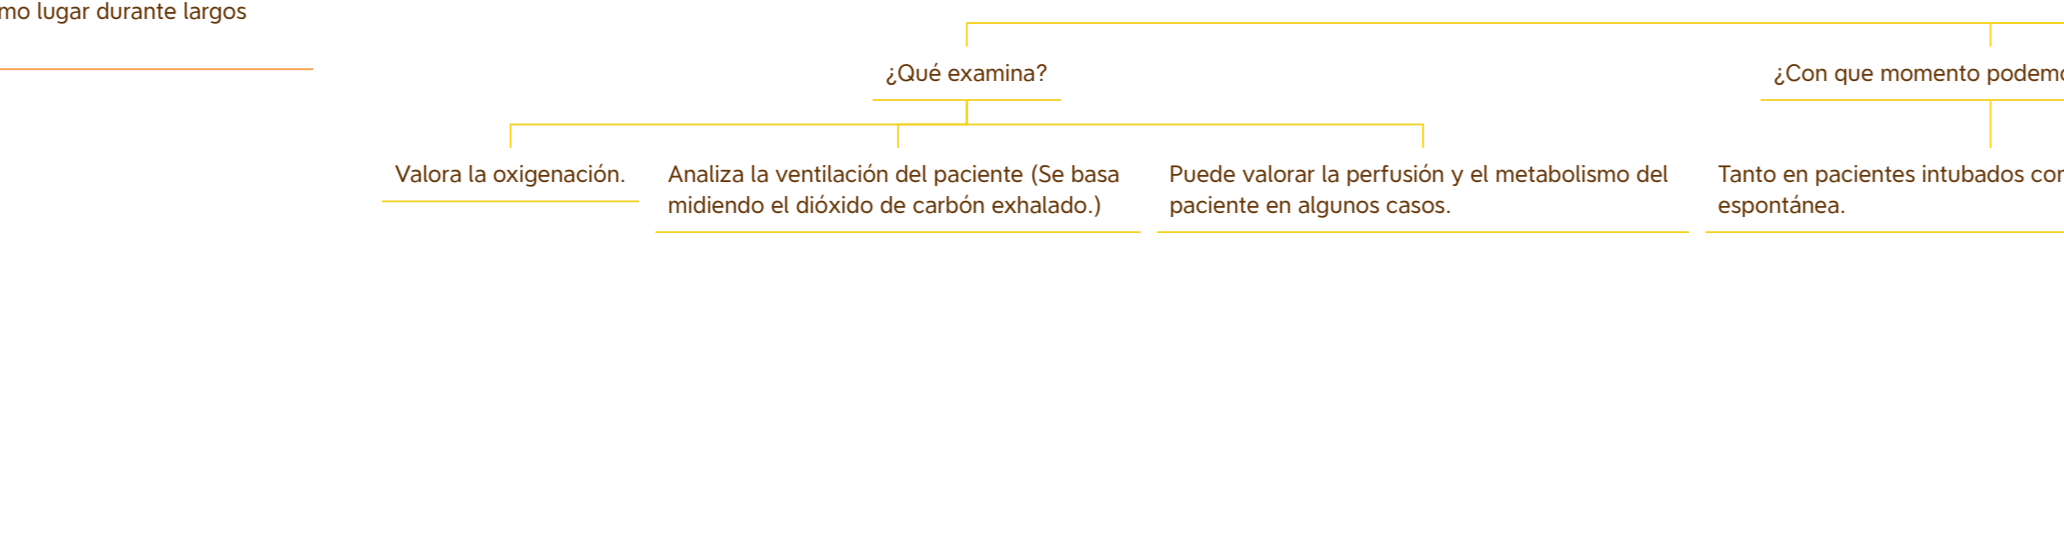 mo lugar durante largos
¿Qué examina?
¿Con que momento podemo
Valora la oxigenación.
Analiza la ventilación del paciente (Se basa
midiendo el dióxido de carbón exhalado.)
Puede valorar la perfusión y el metabolismo del
paciente en algunos casos.
Tanto en pacientes intubados con
espontánea.